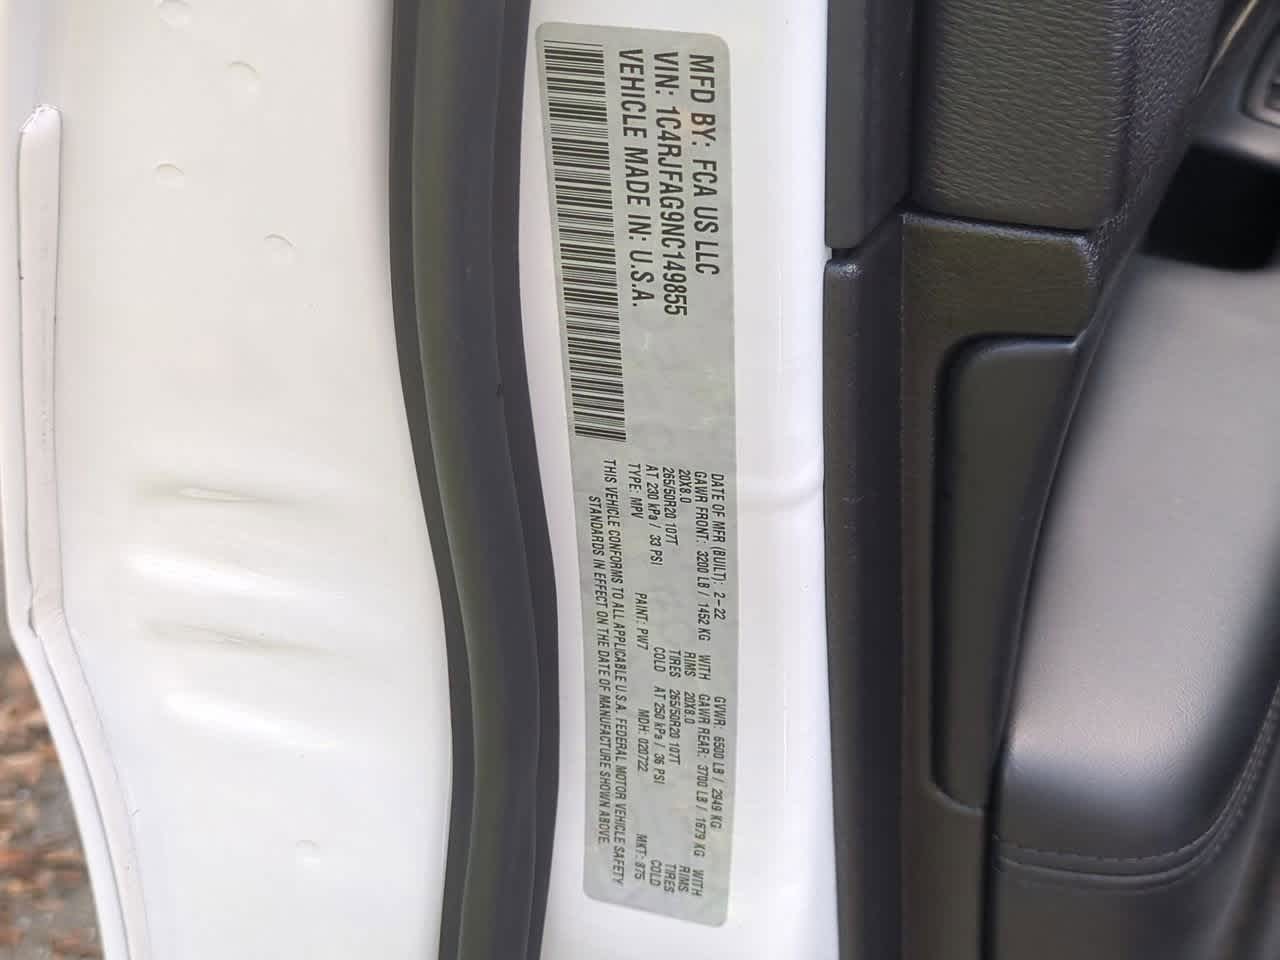 MFD BY: FCA US LLC
VIN: 1C4RJFAG9NC149855
VEHICLE MADE IN: U.S.A.
DATE OF MFR (BUILT): 2-22 GVWR: 6500 LB / 2949 KG
GAWR FRONT: 3200 LB / 1452 KG WITH GAWR REAR: 3700 LB / 1679 KG WITH
20X8.0 RIMS 20X8.0 RIMS
265/50R20 107T TIRES 265/50R20 107T TIRES
AT 230 kPa / 33 PSI COLD AT 250 kPa / 36 PSI COLD
TYPE: MPV PAINT: PW7 MDH: 020722 MKT: 875
THIS VEHICLE CONFORMS TO ALL APPLICABLE U.S.A. FEDERAL MOTOR VEHICLE SAFETY
STANDARDS IN EFFECT ON THE DATE OF MANUFACTURE SHOWN ABOVE.